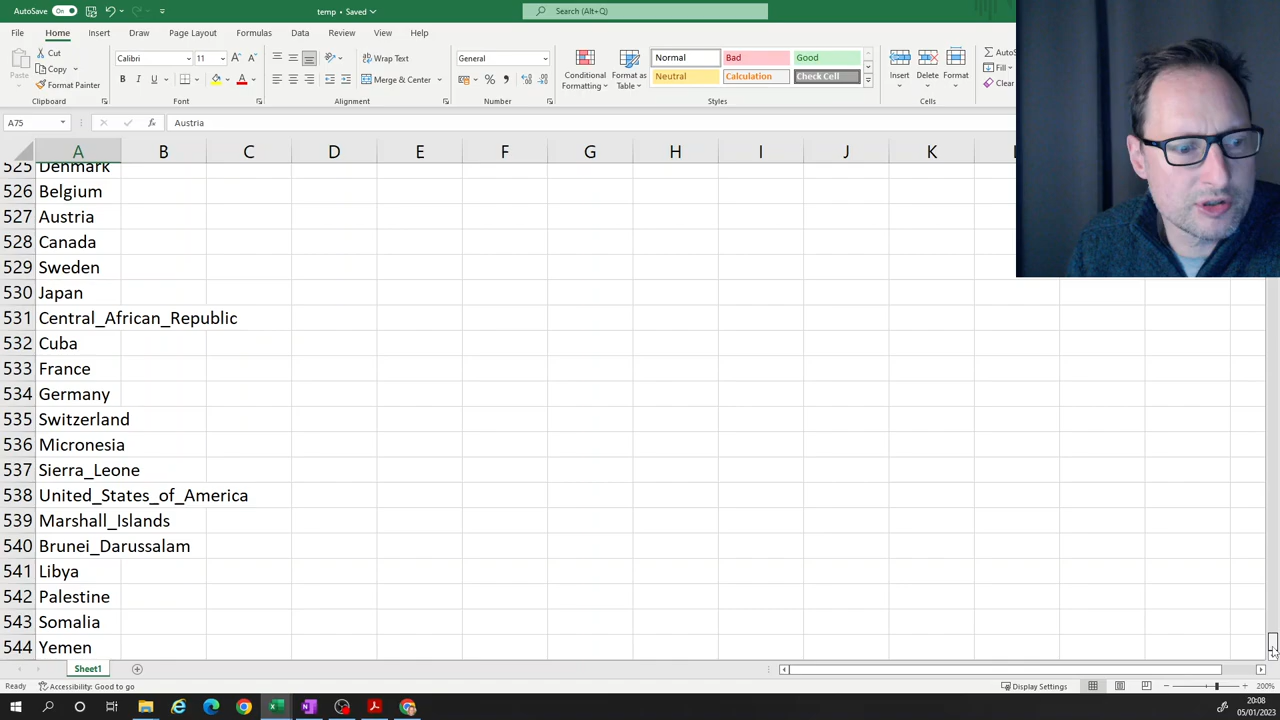 AutoSave On temp • Saved Search (Alt+Q)
File Home Insert Draw Page Layout Formulas Data Review View Help
Paste Cut Copy Format Painter
Calibri 11 A A
B I U A
Wrap Text
Merge & Center
General
% 9
Conditional Formatting
Format as Table
Normal Bad Good
Neutral Calculation Check Cell
Insert Delete Format
Fill
Clear
Clipboard Font Alignment Number Styles Cells
A75 fx Austria
A B C D E F G H I J K
525 Denmark
526 Belgium
527 Austria
528 Canada
529 Sweden
530 Japan
531 Central_African_Republic
532 Cuba
533 France
534 Germany
535 Switzerland
536 Micronesia
537 Sierra_Leone
538 United_States_of_America
539 Marshall_Islands
540 Brunei_Darussalam
541 Libya
542 Palestine
543 Somalia
544 Yemen
Sheet1
Ready Accessibility: Good to go Display Settings 200%
20:08
05/01/2023